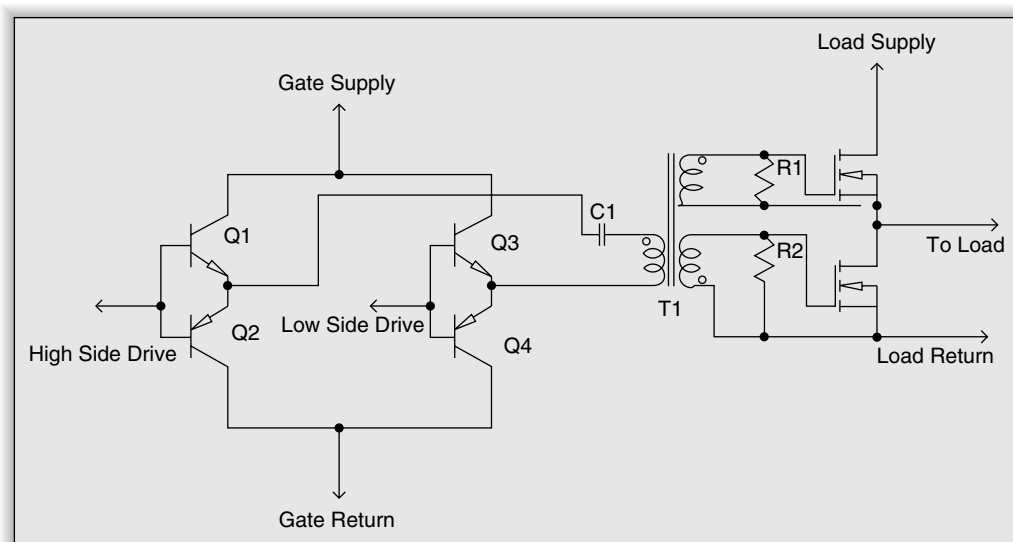 Load Supply
Gate Supply
R1
C1
Q1
Q3
R2
To Load
T1
Low Side Drive
Q2
Q4
High Side Drive
Load Return
Gate Return